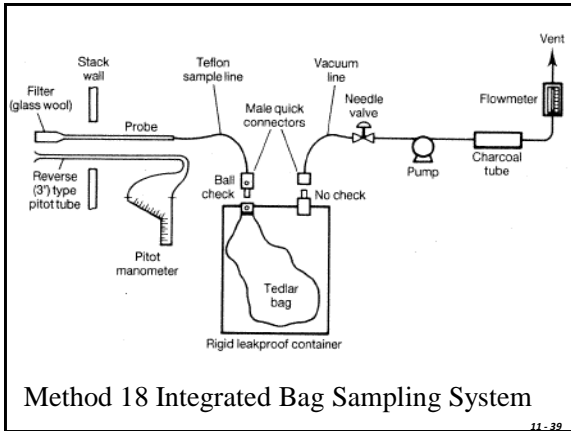 Vent
Stack
wall
Teflon
sample line
Vacuum
line
Needle
valve
Flowmeter
Filter
(glass wool)
Male quick
connectors
Probe
Pump
Charcoal
tube
Reverse
(3") type
pitot tube
Ball
check
No check
Pitot
manometer
Tedlar
bag
Rigid leakproof container
Method 18 Integrated Bag Sampling System
11 - 39